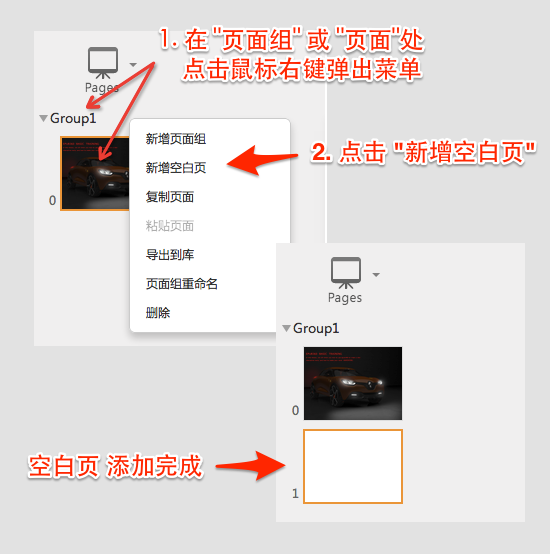 1. 在 "页面组" 或 "页面"处
点击鼠标右键弹出菜单
Pages
Group1
0
新增页面组
新增空白页
复制页面
粘贴页面
导出到库
页面组重命名
删除
2. 点击 "新增空白页"
Pages
Group1
0
空白页 添加完成
1